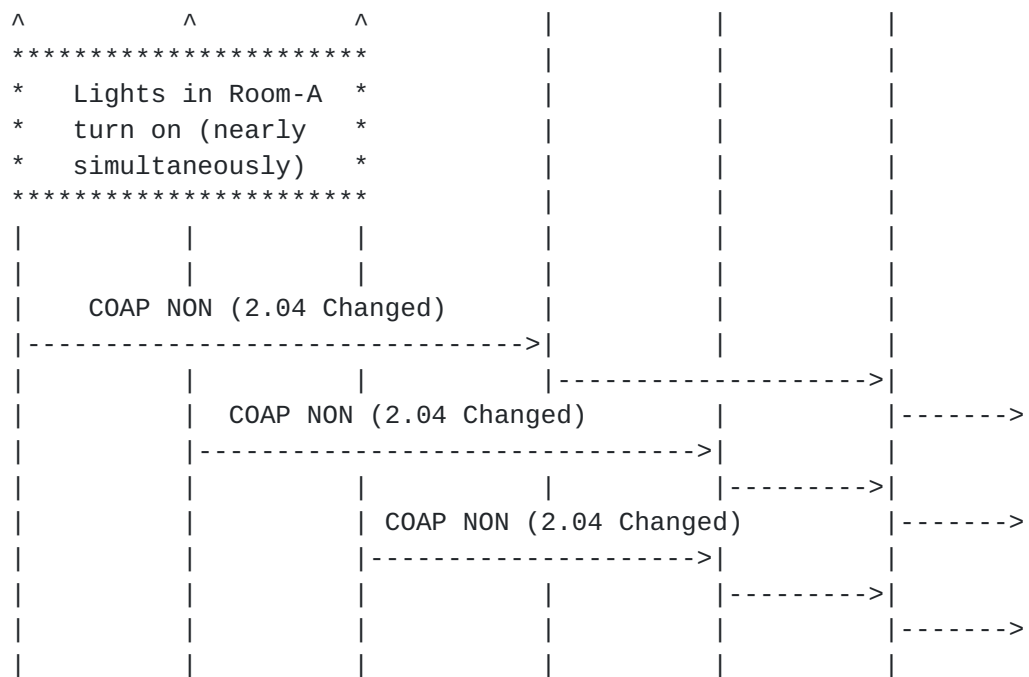 ^          ^          ^           |          |          |
***********************           |          |          |
*   Lights in Room-A  *           |          |          |
*   turn on (nearly   *           |          |          |
*   simultaneously)   *           |          |          |
***********************           |          |          |
|          |          |           |          |          |
|          |          |           |          |          |
|    COAP NON (2.04 Changed)      |          |          |
|-------------------------------->|          |          |
|          |          |           |-------------------->|
|          |  COAP NON (2.04 Changed)        |          |------->
|          |--------------------------------->|          |
|          |          |           |          |--------->|
|          |          | COAP NON (2.04 Changed)         |------->
|          |          |---------------------->|          |
|          |          |           |          |--------->|
|          |          |           |          |          |------->
|          |          |           |          |          |